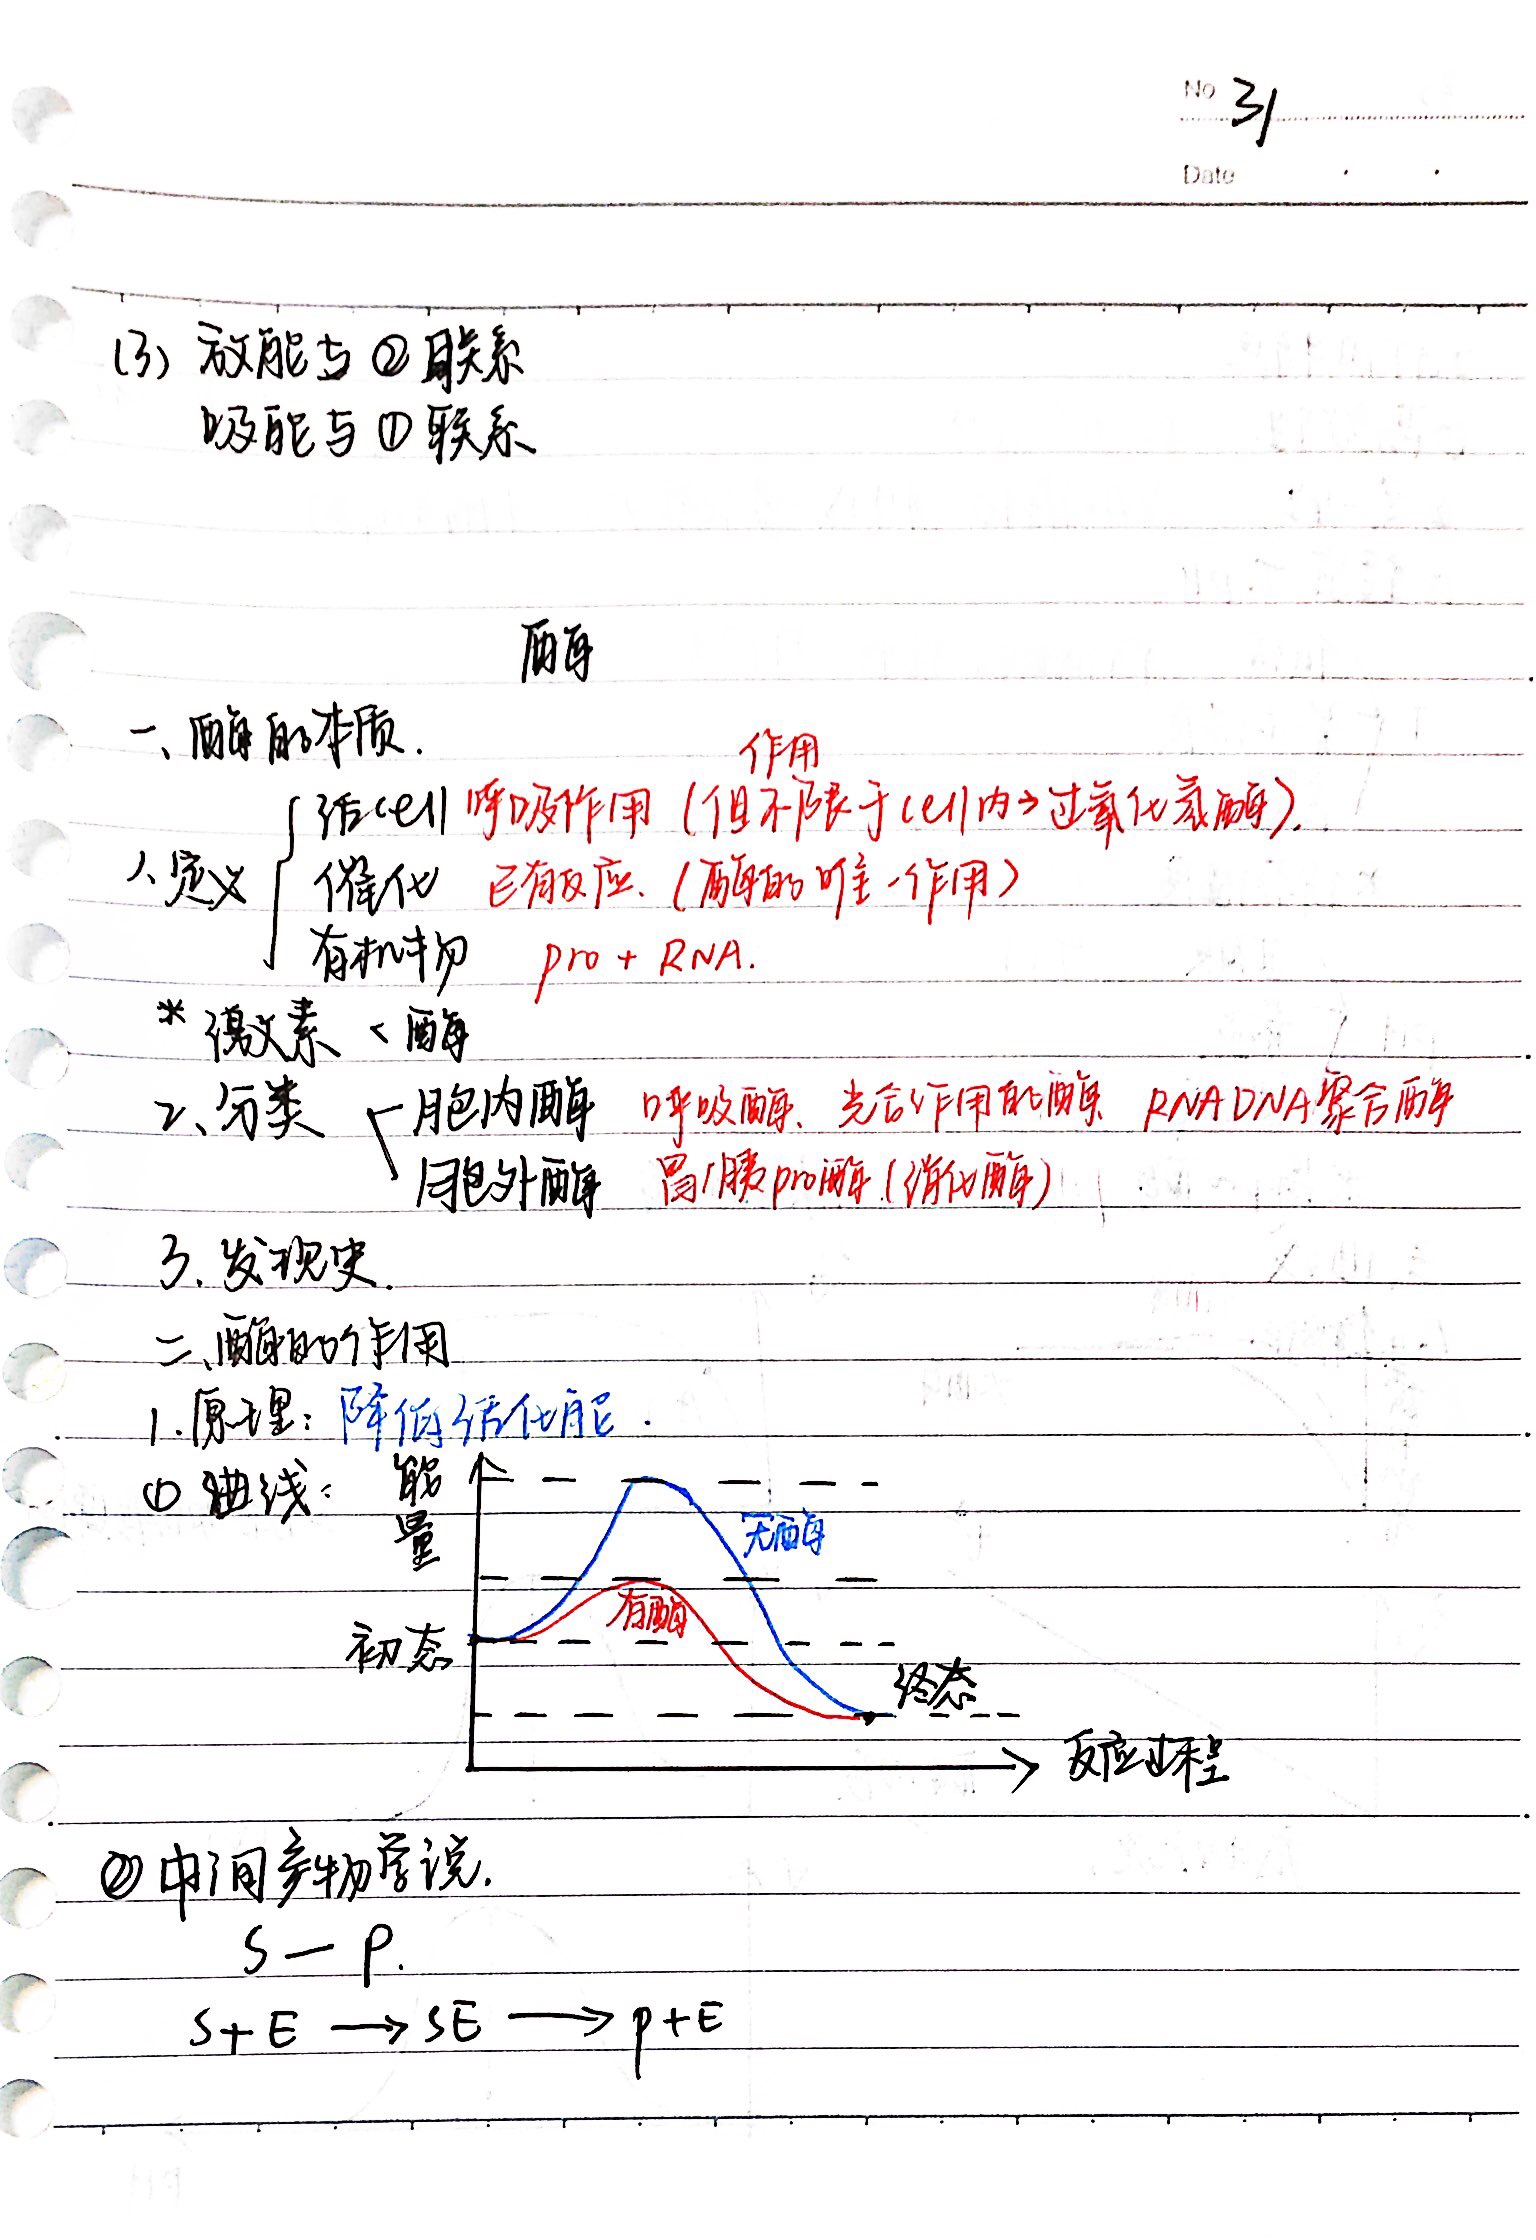 No 31
Date
(3) 放能与②联系
吸能与①联系
酶
一、酶的本质.
作用
活cell 呼吸作用(但不限于cell内→过氧化氢酶).
1、定义 催化 已有反应.(酶的唯一作用)
有机物 pro + RNA.
* 激素 < 酶
2、分类 胞内酶 呼吸酶、光合作用的酶、RNA DNA聚合酶
胞外酶 胃/胰pro酶(消化酶)
3. 发现史.
二、酶的作用
1.原理: 降低活化能.
① 曲线: 能量
无酶
有酶
初态
终态
反应过程
② 中间产物学说.
S — P.
S+E → SE → P+E